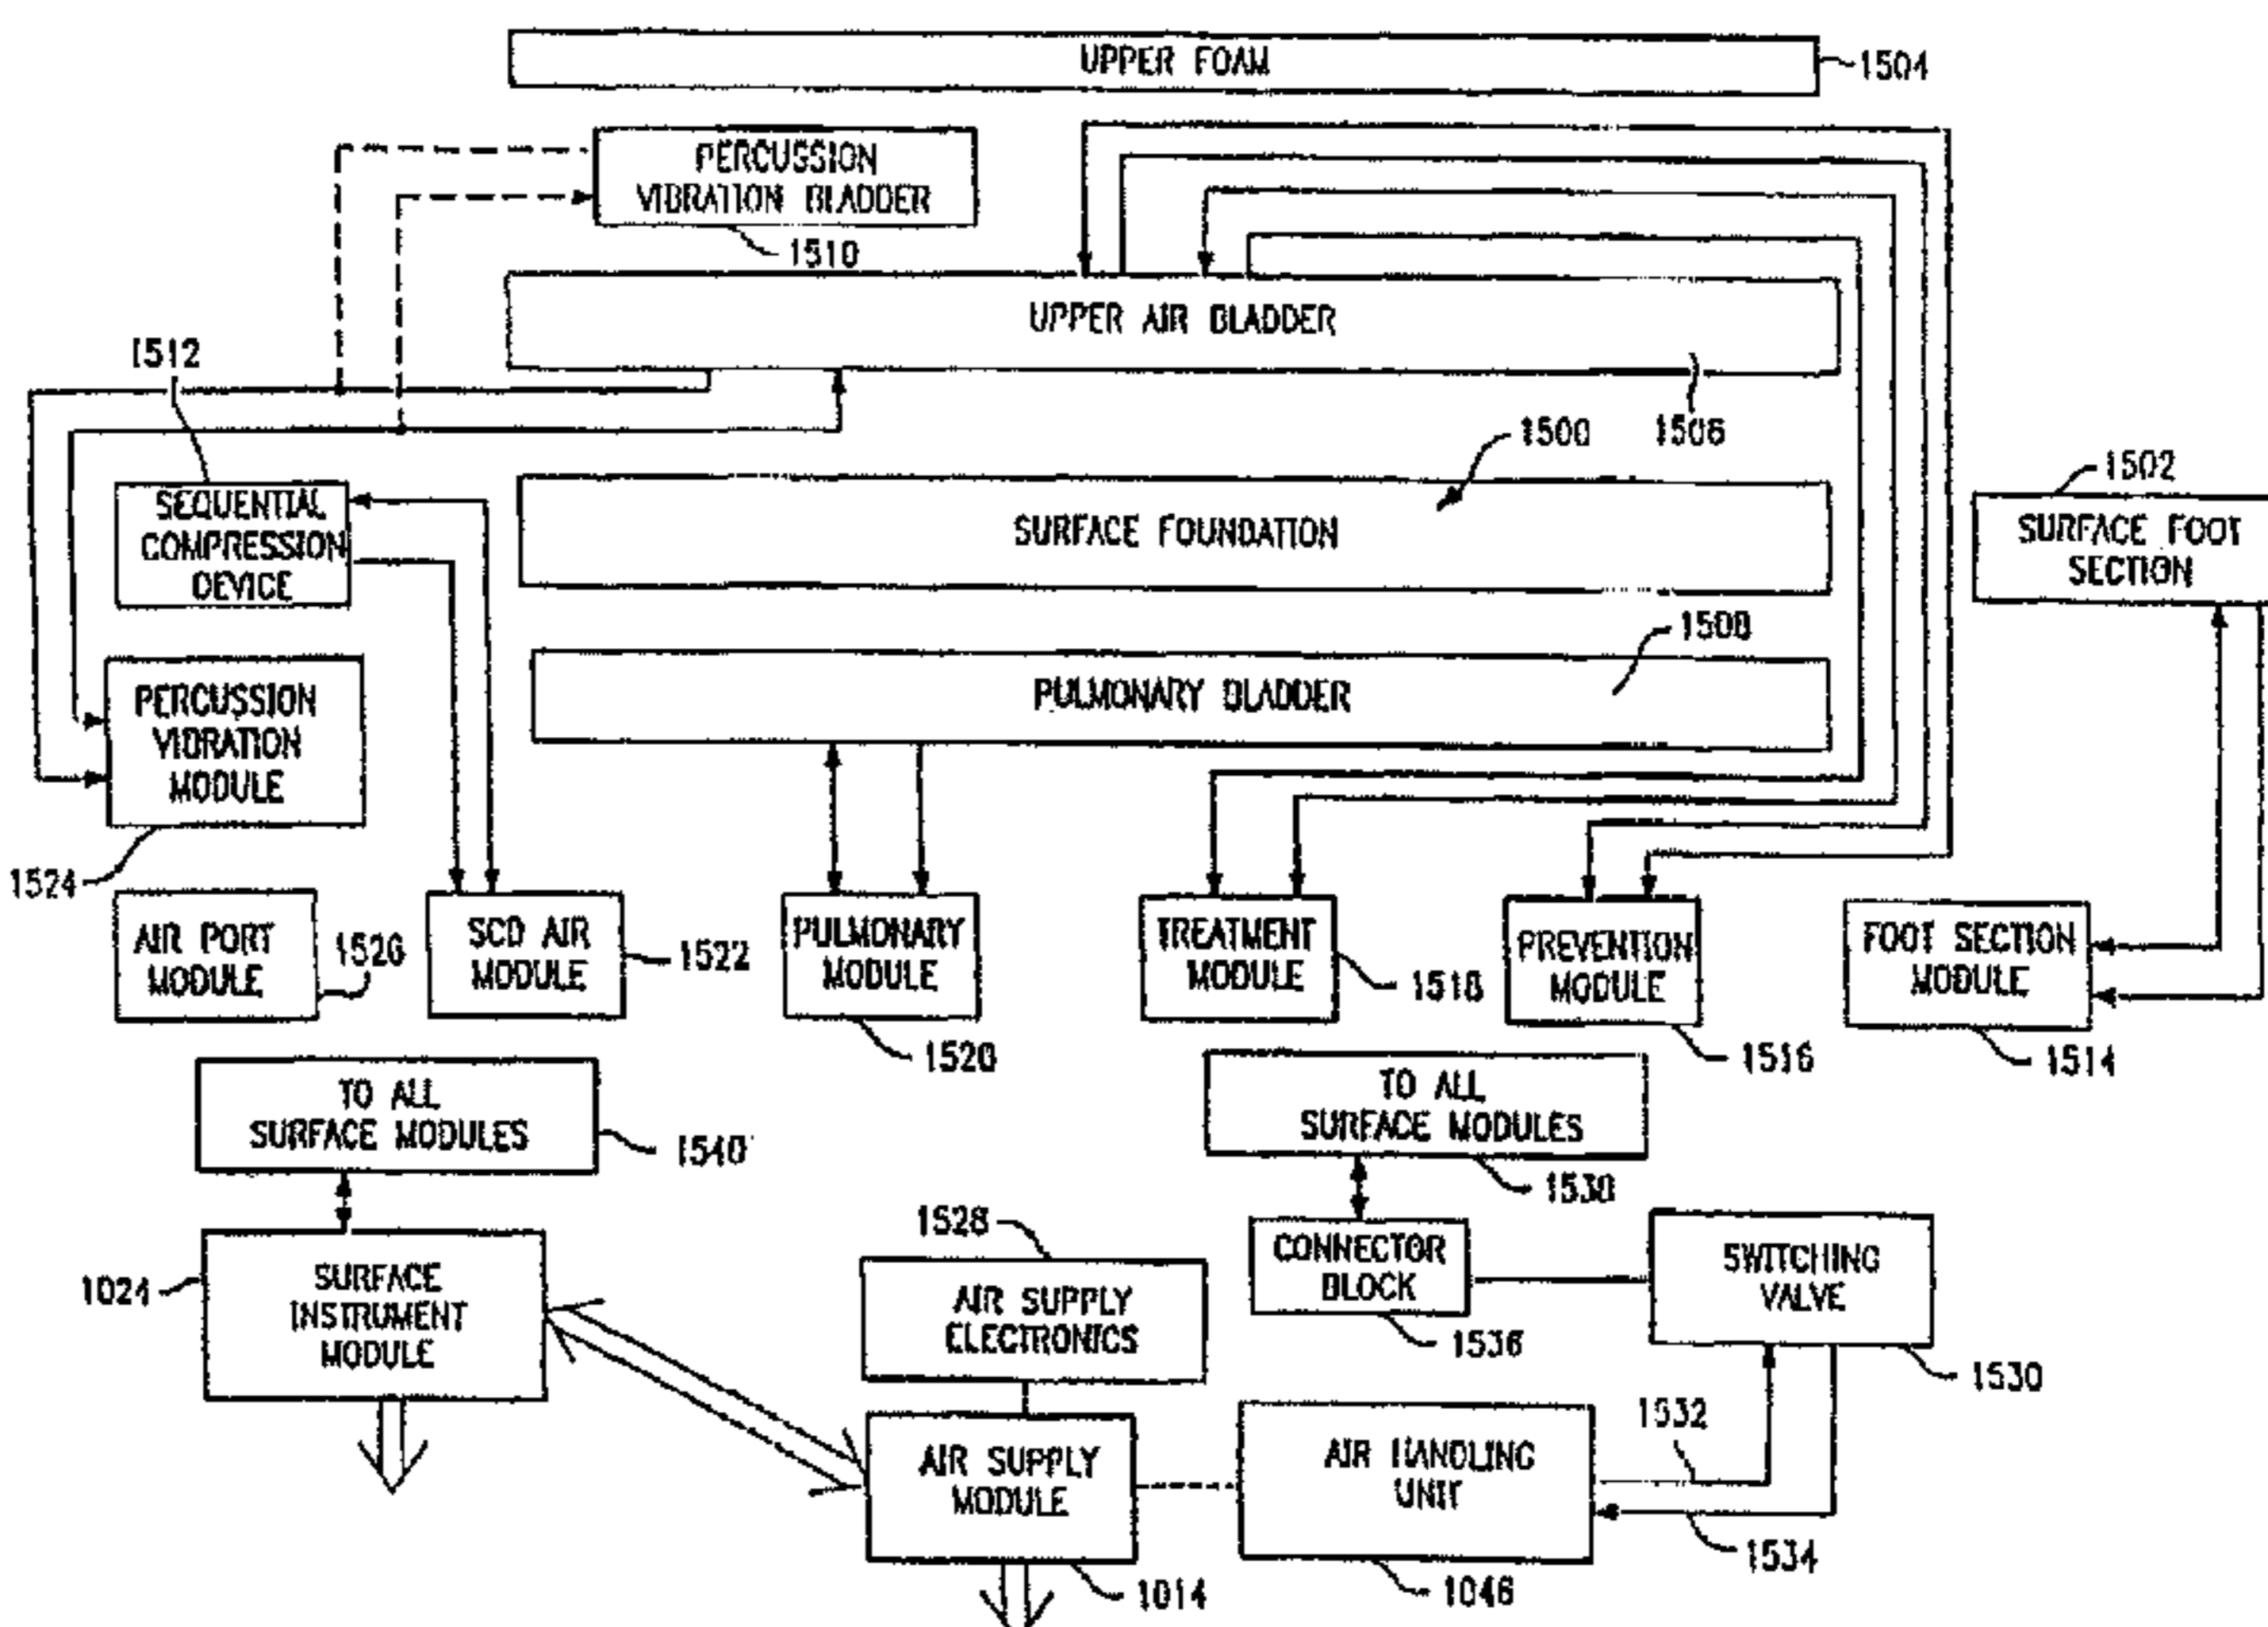 UPPER FOAM
1504
PERCUSSION
VIBRATION BLADDER
1510
UPPER AIR BLADDER
1506
1512
1500
SURFACE FOUNDATION
1502
SURFACE FOOT
SECTION
SEQUENTIAL
COMPRESSION
DEVICE
1508
PULMONARY BLADDER
PERCUSSION
VIBRATION
MODULE
1524
AIR PORT
MODULE
1526
SCD AIR
MODULE
1522
PULMONARY
MODULE
1520
TREATMENT
MODULE
1518
PREVENTION
MODULE
1516
FOOT SECTION
MODULE
1514
TO ALL
SURFACE MODULES
1540
TO ALL
SURFACE MODULES
1538
1024
SURFACE
INSTRUMENT
MODULE
1528
AIR SUPPLY
ELECTRONICS
CONNECTOR
BLOCK
1536
SWITCHING
VALVE
1530
AIR SUPPLY
MODULE
1014
AIR HANDLING
UNIT
1046
1532
1534